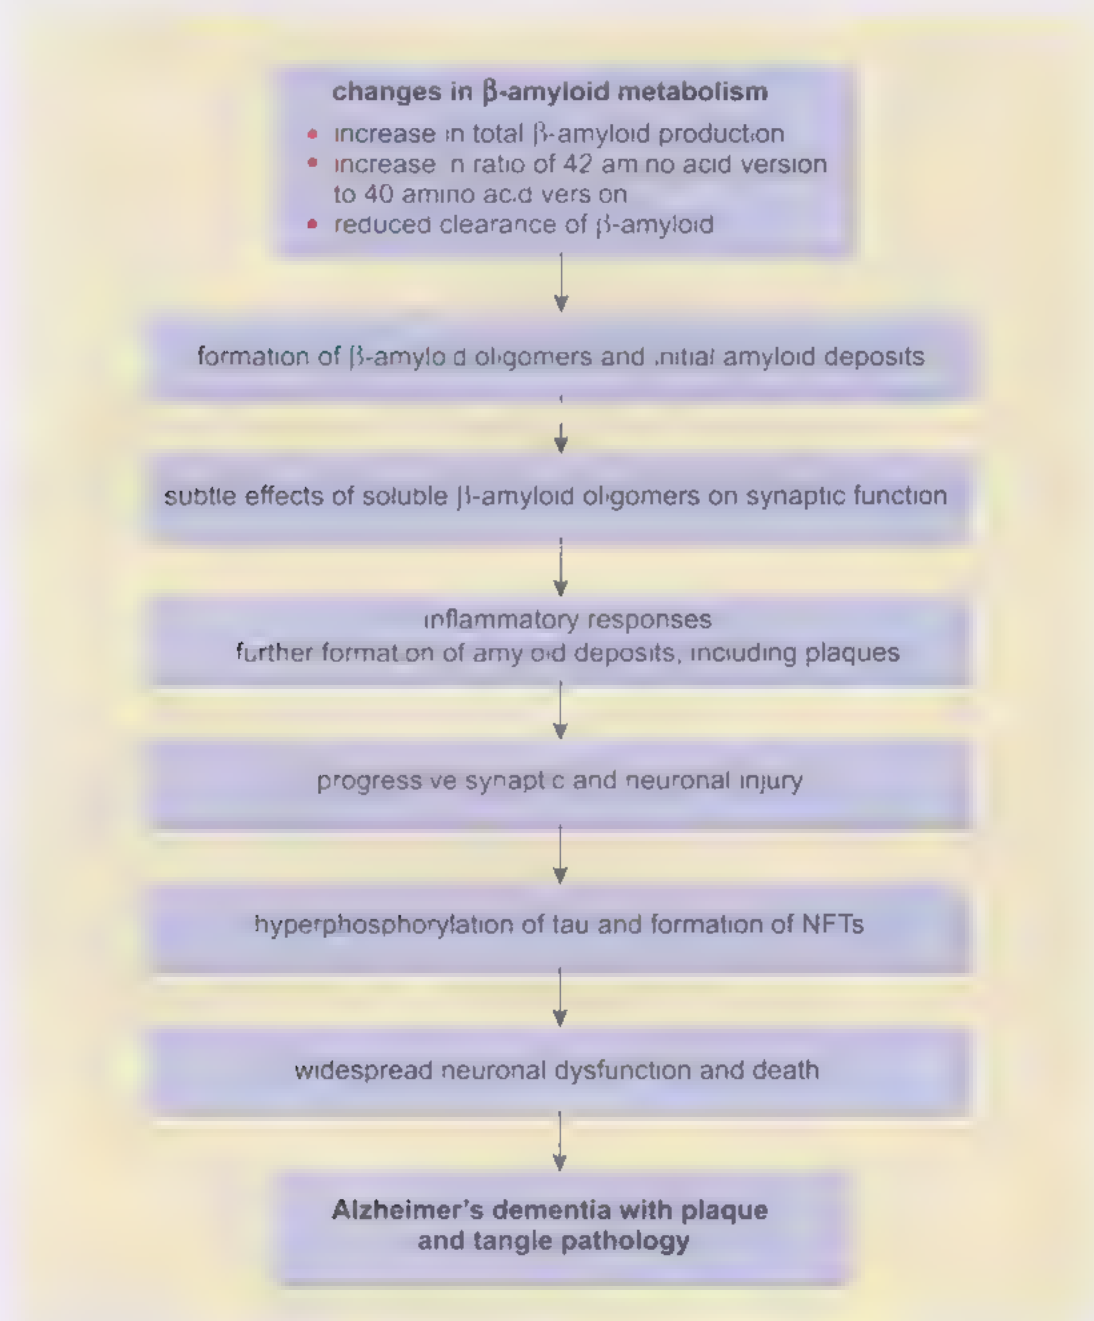 changes in β-amyloid metabolism
• increase in total β-amyloid production
• increase in ratio of 42 amino acid version
to 40 amino acid version
• reduced clearance of β-amyloid
formation of β-amyloid oligomers and initial amyloid deposits
subtle effects of soluble β-amyloid oligomers on synaptic function
inflammatory responses
further formation of amyloid deposits, including plaques
progressive synaptic and neuronal injury
hyperphosphorylation of tau and formation of NFTs
widespread neuronal dysfunction and death
Alzheimer's dementia with plaque
and tangle pathology